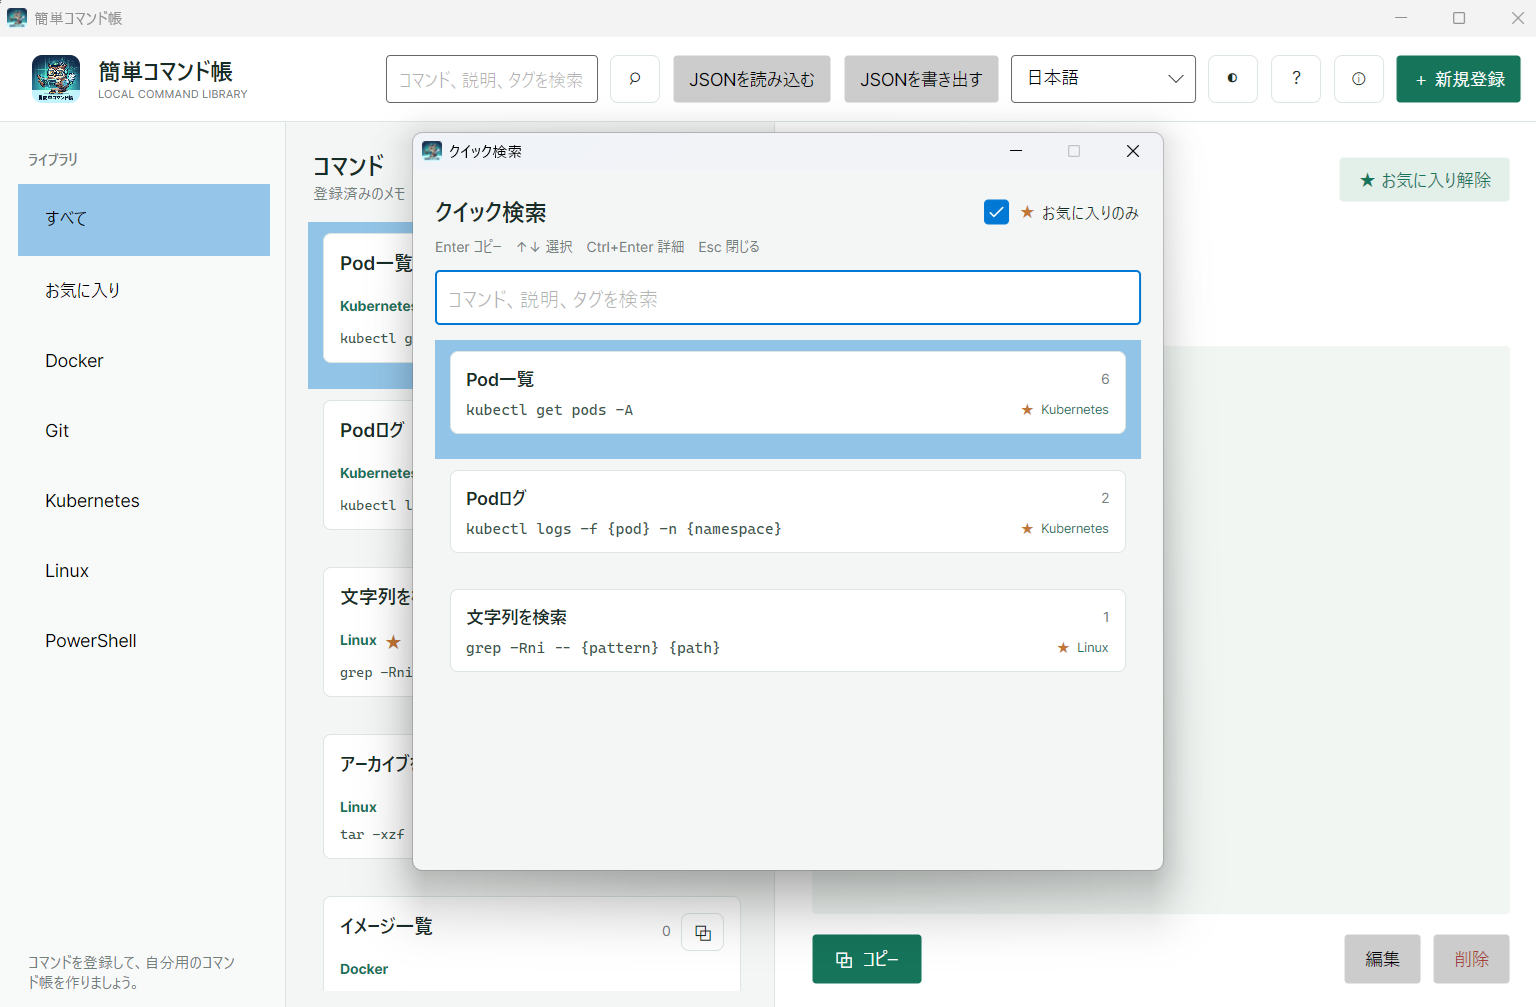 簡単コマンド帳
簡単コマンド帳
LOCAL COMMAND LIBRARY
コマンド、説明、タグを検索
JSONを読み込む
JSONを書き出す
日本語
?
+ 新規登録
ライブラリ
すべて
お気に入り
Docker
Git
Kubernetes
Linux
PowerShell
コマンドを登録して、自分用のコマン
ド帳を作りましょう。
コマンド
登録済みのメモ
Pod一覧
Kubernetes
kubectl g
Podログ
Kubernetes
kubectl l
文字列を
Linux ★
grep -Rni
アーカイブ
Linux
tar -xzf
イメージ一覧
0
Docker
クイック検索
クイック検索
★ お気に入りのみ
Enter コピー ↑↓ 選択 Ctrl+Enter 詳細 Esc 閉じる
コマンド、説明、タグを検索
Pod一覧
6
kubectl get pods -A
★ Kubernetes
Podログ
2
kubectl logs -f {pod} -n {namespace}
★ Kubernetes
文字列を検索
1
grep -Rni -- {pattern} {path}
★ Linux
★ お気に入り解除
コピー
編集
削除